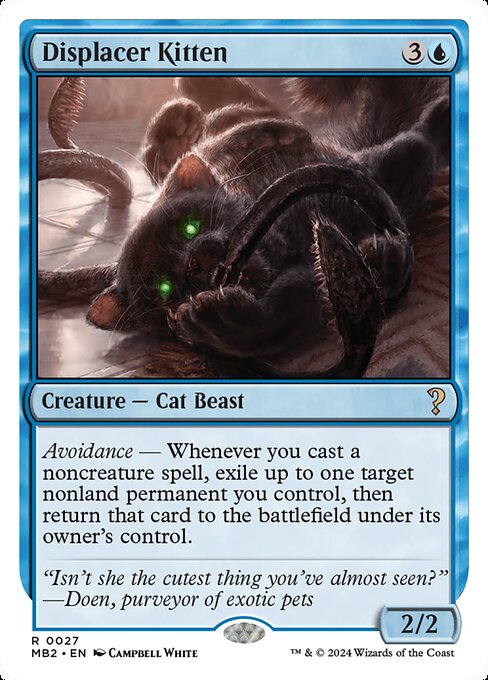 Displacer Kitten 3
Creature — Cat Beast
Avoidance — Whenever you cast a
noncreature spell, exile up to one target
nonland permanent you control, then
return that card to the battlefield under its
owner's control.
“Isn't she the cutest thing you've almost seen?”
—Doen, purveyor of exotic pets
2/2
R 0027
MB2 • EN Campbell White
™ & © 2024 Wizards of the Coast